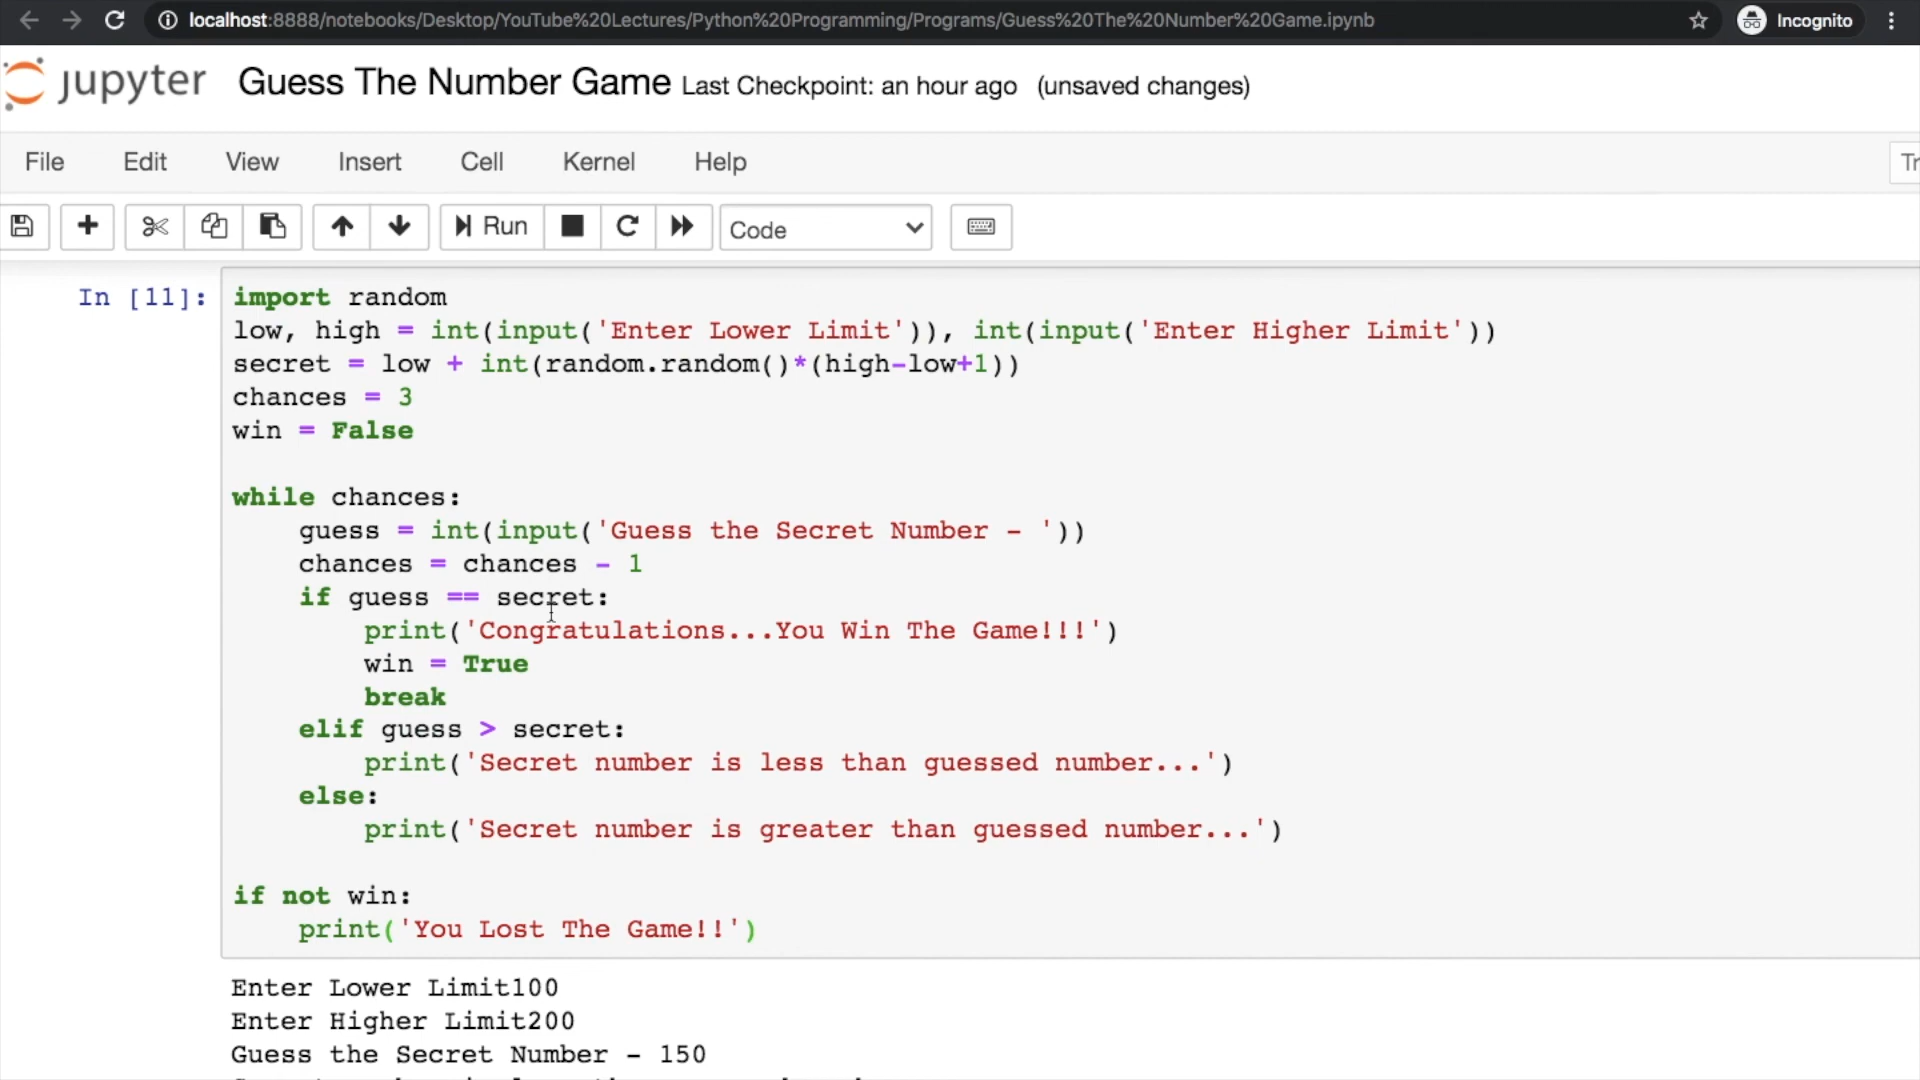 localhost:8888/notebooks/Desktop/YouTube%20Lectures/Python%20Programming/Programs/Guess%20The%20Number%20Game.ipynb Incognito
jupyter Guess The Number Game Last Checkpoint: an hour ago (unsaved changes)
File Edit View Insert Cell Kernel Help
Run Code
In [11]: import random
low, high = int(input('Enter Lower Limit')), int(input('Enter Higher Limit'))
secret = low + int(random.random()*(high-low+1))
chances = 3
win = False
while chances:
    guess = int(input('Guess the Secret Number - '))
    chances = chances - 1
    if guess == secret:
        print('Congratulations...You Win The Game!!!')
        win = True
        break
    elif guess > secret:
        print('Secret number is less than guessed number...')
    else:
        print('Secret number is greater than guessed number...')
if not win:
    print('You Lost The Game!!')
Enter Lower Limit100
Enter Higher Limit200
Guess the Secret Number - 150